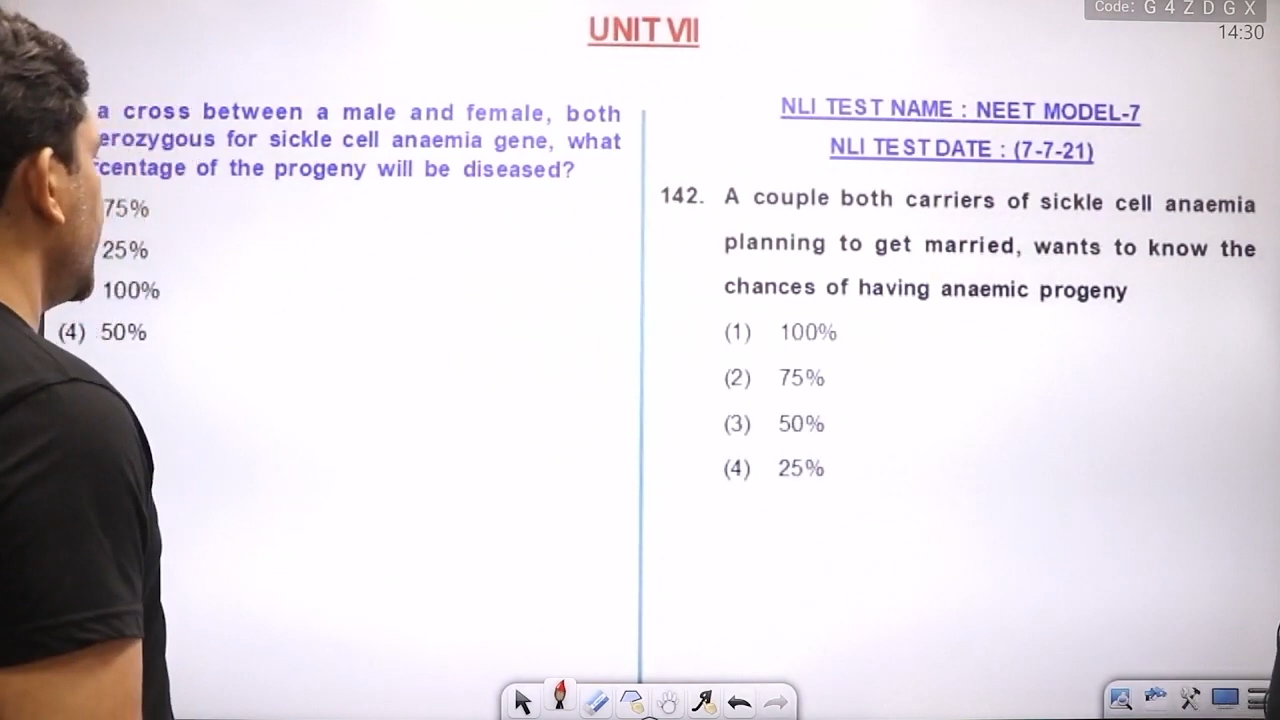 Code: G 4 Z D G X
14:30
UNIT VII
a cross between a male and female, both
erozygous for sickle cell anaemia gene, what
centage of the progeny will be diseased?
75%
25%
100%
(4) 50%
NLI TEST NAME : NEET MODEL-7
NLI TEST DATE : (7-7-21)
142. A couple both carriers of sickle cell anaemia
planning to get married, wants to know the
chances of having anaemic progeny
(1) 100%
(2) 75%
(3) 50%
(4) 25%